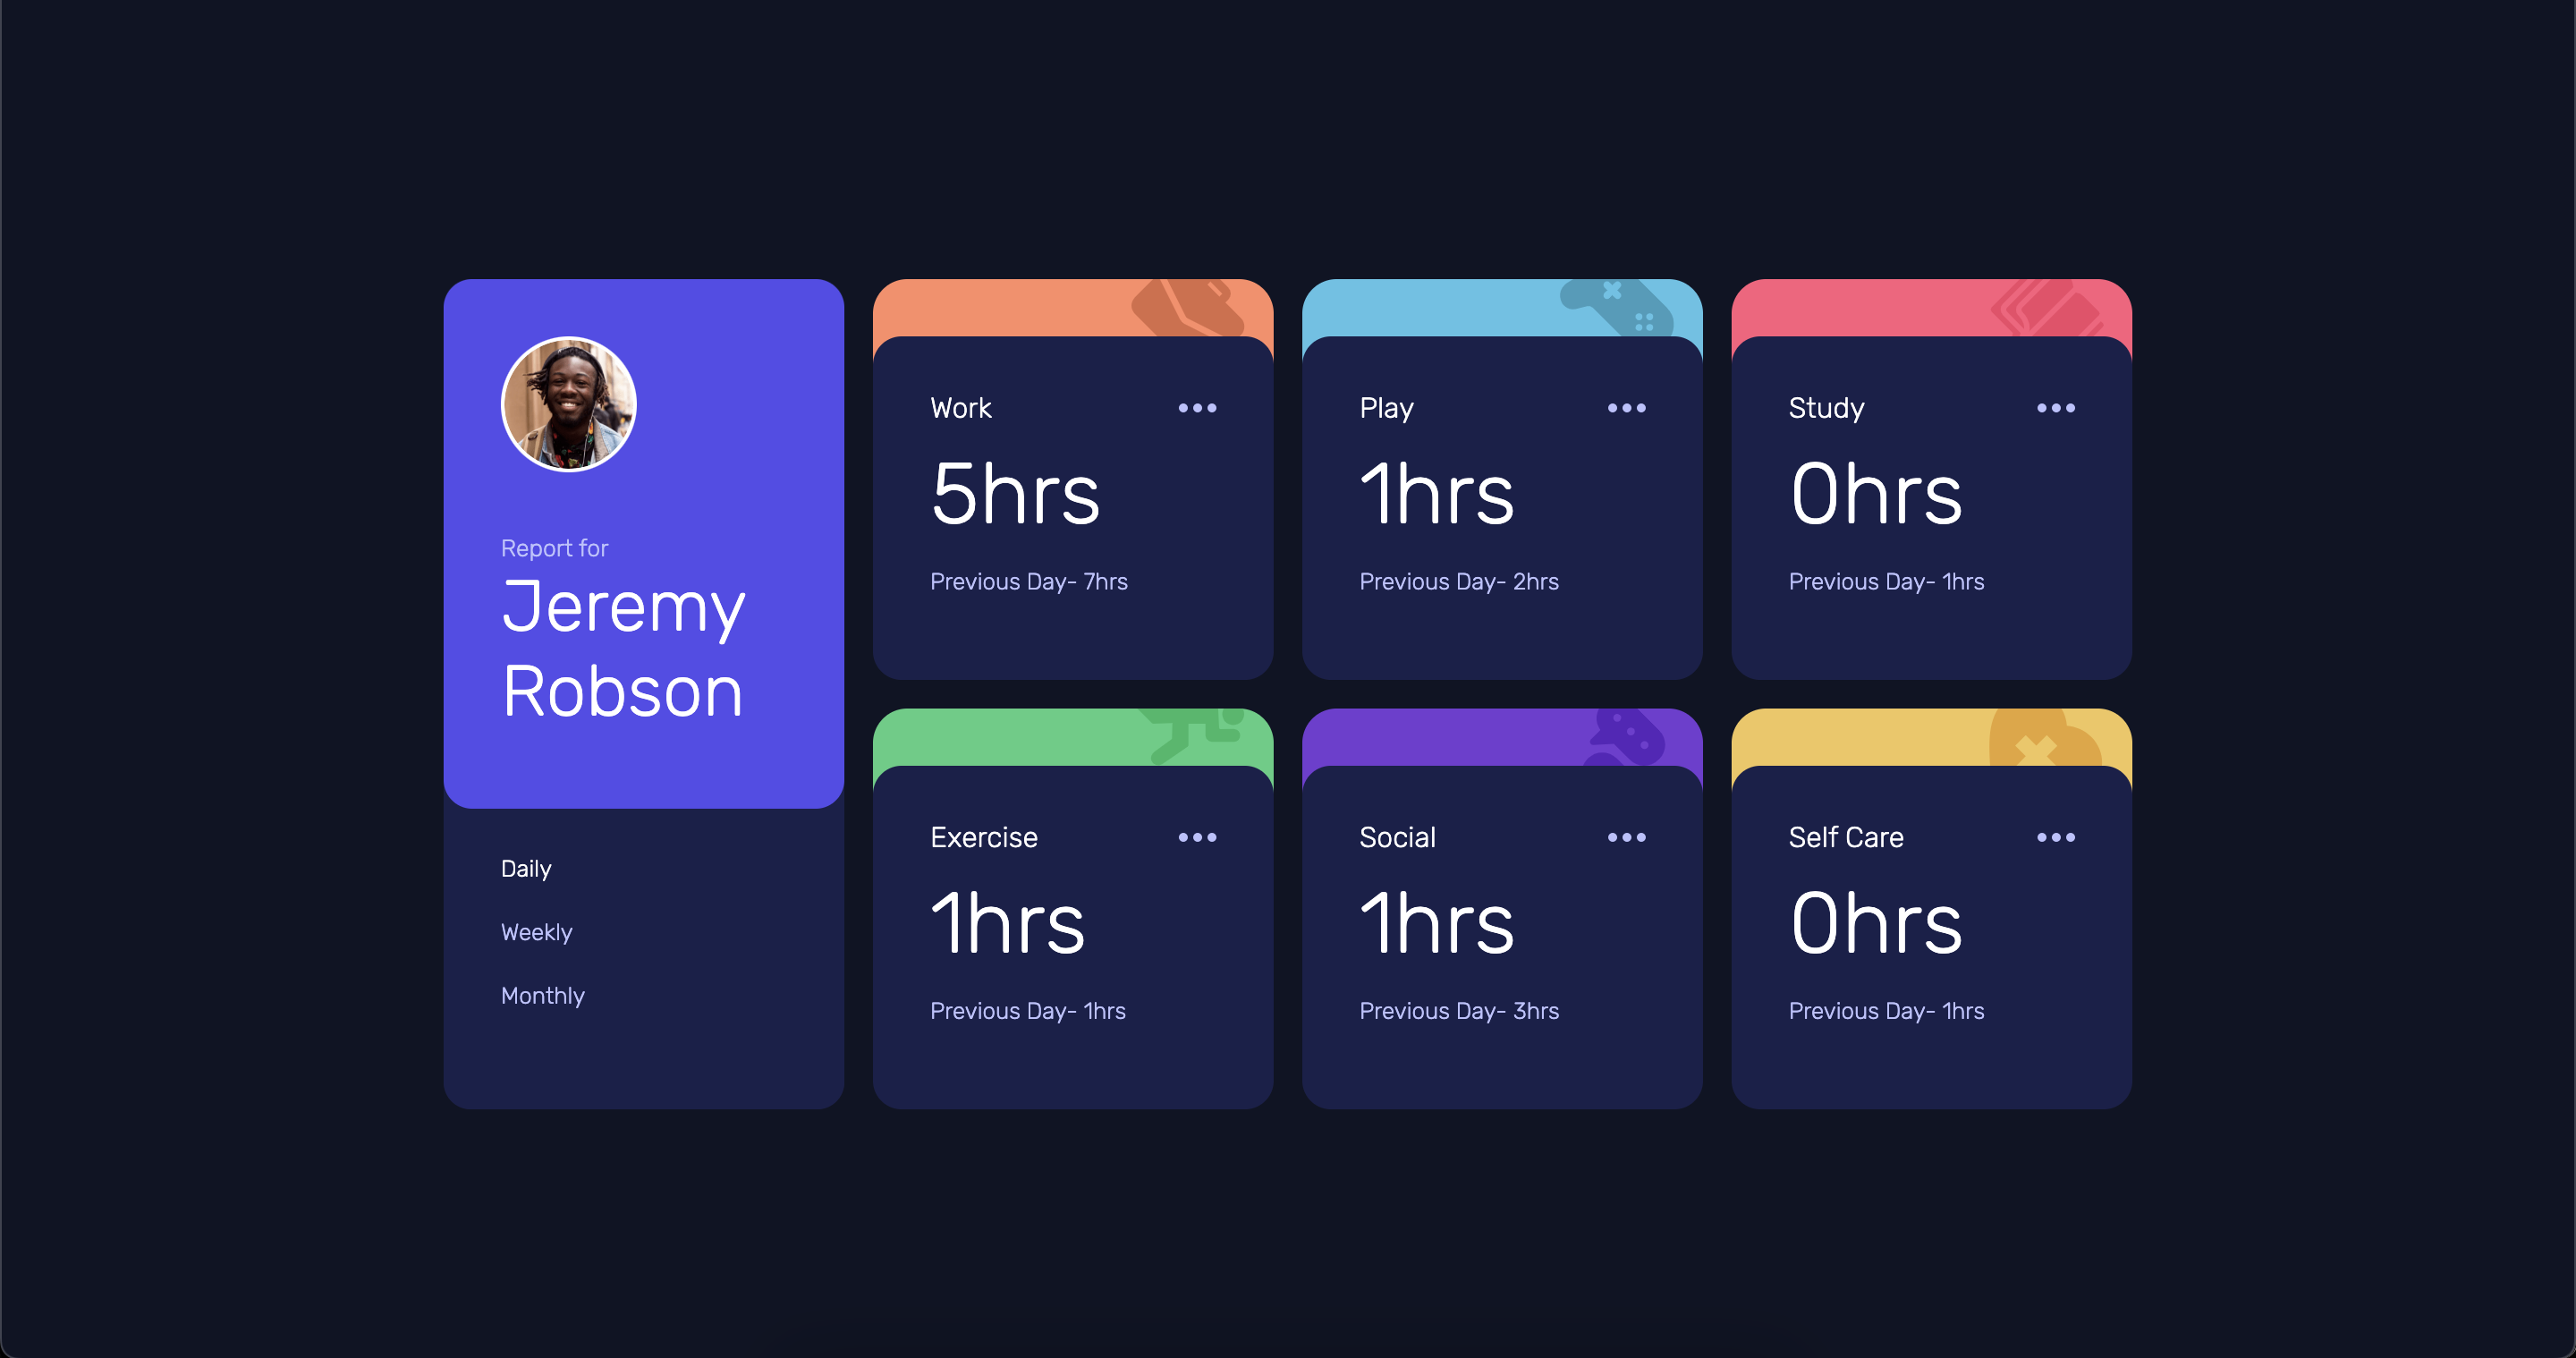 Report for
Jeremy
Robson
Daily
Weekly
Monthly
Work
5hrs
Previous Day- 7hrs
Play
1hrs
Previous Day- 2hrs
Study
0hrs
Previous Day- 1hrs
Exercise
1hrs
Previous Day- 1hrs
Social
1hrs
Previous Day- 3hrs
Self Care
0hrs
Previous Day- 1hrs